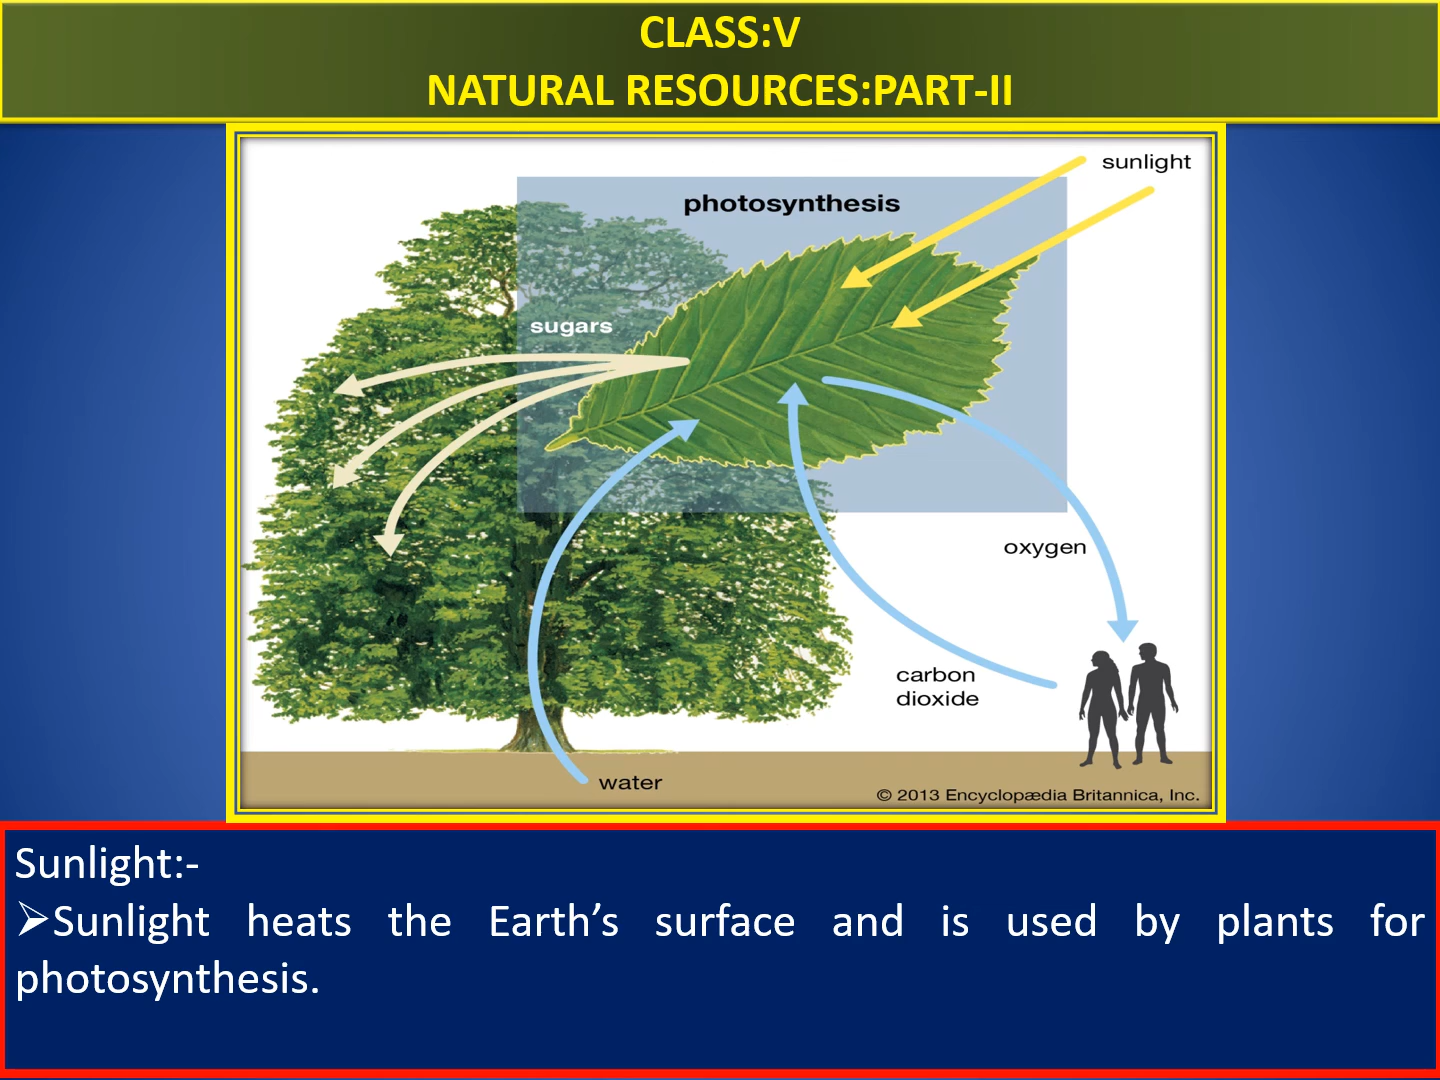 CLASS:V
NATURAL RESOURCES:PART-II
sunlight
photosynthesis
sugars
oxygen
carbon
dioxide
water
© 2013 Encyclopædia Britannica, Inc.
Sunlight:-
➢Sunlight heats the Earth’s surface and is used by plants for
photosynthesis.